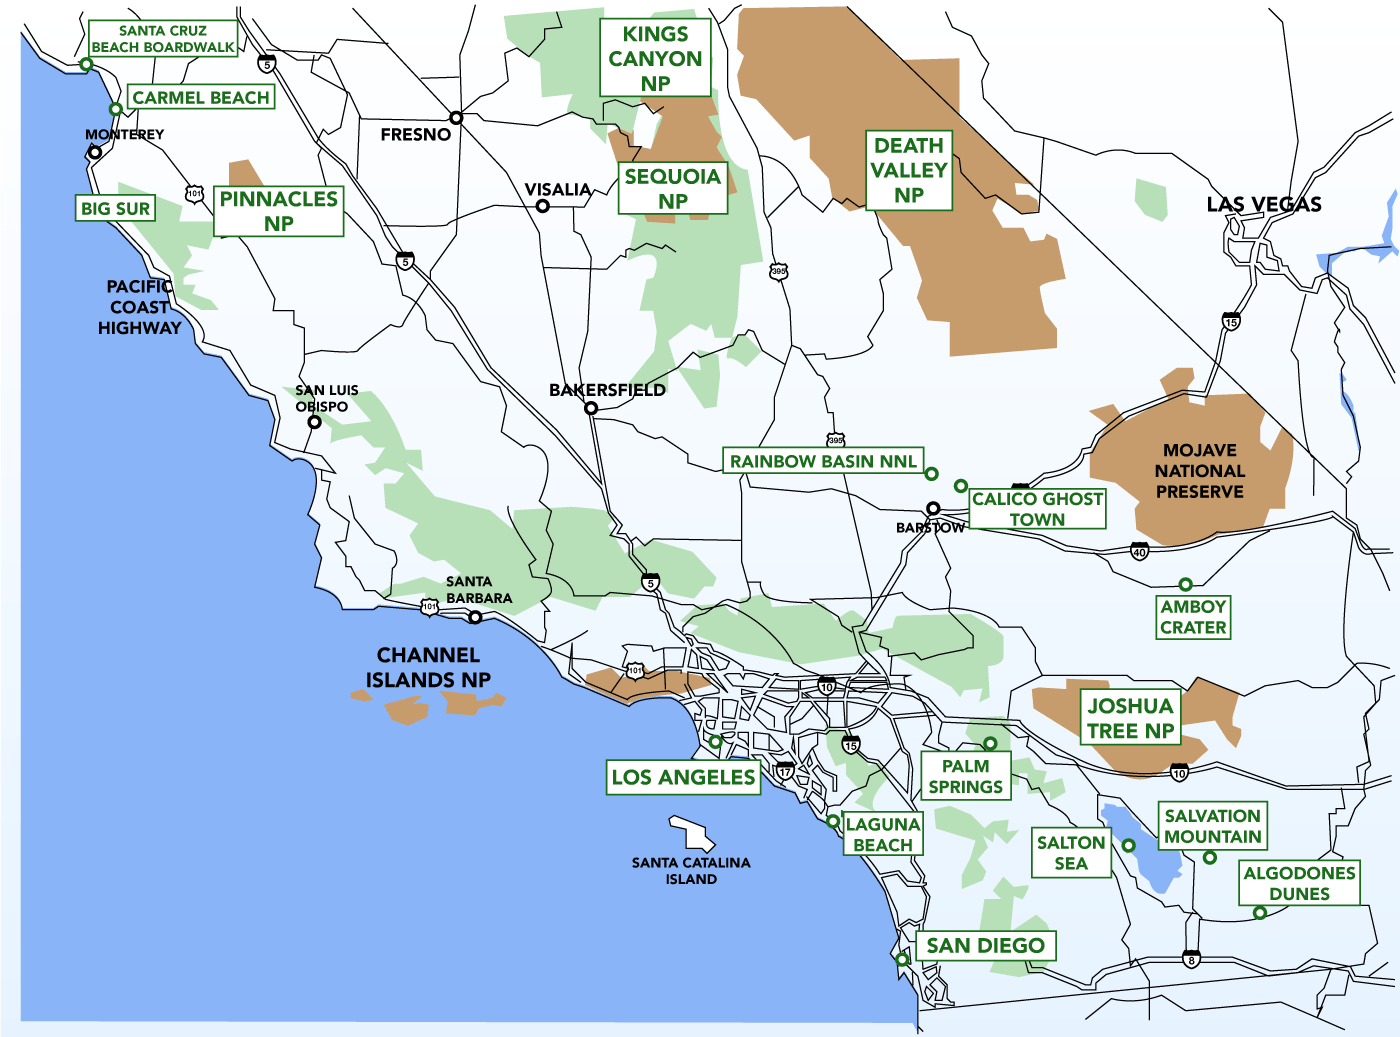 SANTA CRUZ
BEACH BOARDWALK
5
KINGS
CANYON
NP
CARMEL BEACH
MONTEREY
FRESNO
DEATH
VALLEY
NP
101
BIG SUR
PINNACLES
NP
VISALIA
SEQUOIA
NP
LAS VEGAS
5
395
PACIFIC
COAST
HIGHWAY
15
SAN LUIS
OBISPO
BAKERSFIELD
395
RAINBOW BASIN NNL
MOJAVE
NATIONAL
PRESERVE
CALICO GHOST
TOWN
BARSTOW
40
SANTA
BARBARA
101
5
AMBOY
CRATER
CHANNEL
ISLANDS NP
101
10
JOSHUA
TREE NP
15
LOS ANGELES
17
PALM
SPRINGS
10
LAGUNA
BEACH
SALTON
SEA
SALVATION
MOUNTAIN
SANTA CATALINA
ISLAND
ALGODONES
DUNES
SAN DIEGO
8